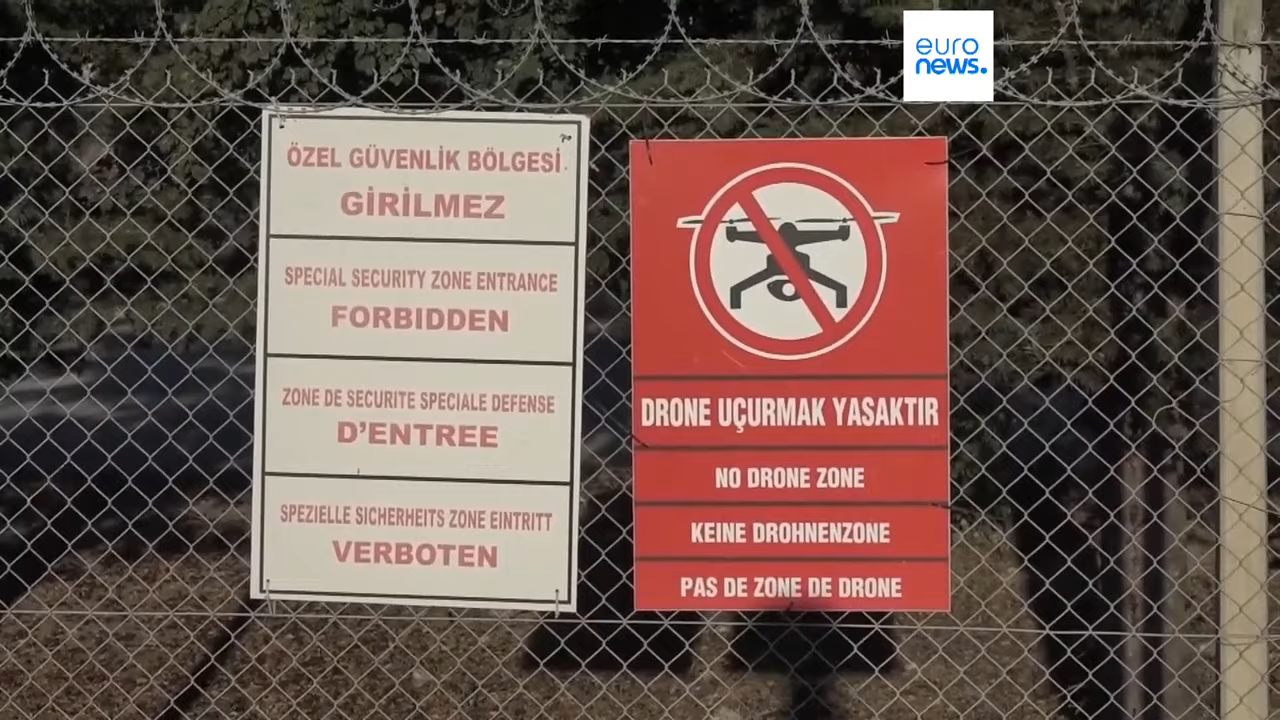 euro
news.
ÖZEL GÜVENLİK BÖLGESİ
GİRİLMEZ
SPECIAL SECURITY ZONE ENTRANCE
FORBIDDEN
ZONE DE SECURITE SPECIALE DEFENSE
D'ENTREE
SPEZIELLE SICHERHEITS ZONE EINTRITT
VERBOTEN
DRONE UÇURMAK YASAKTIR
NO DRONE ZONE
KEINE DROHNENZONE
PAS DE ZONE DE DRONE